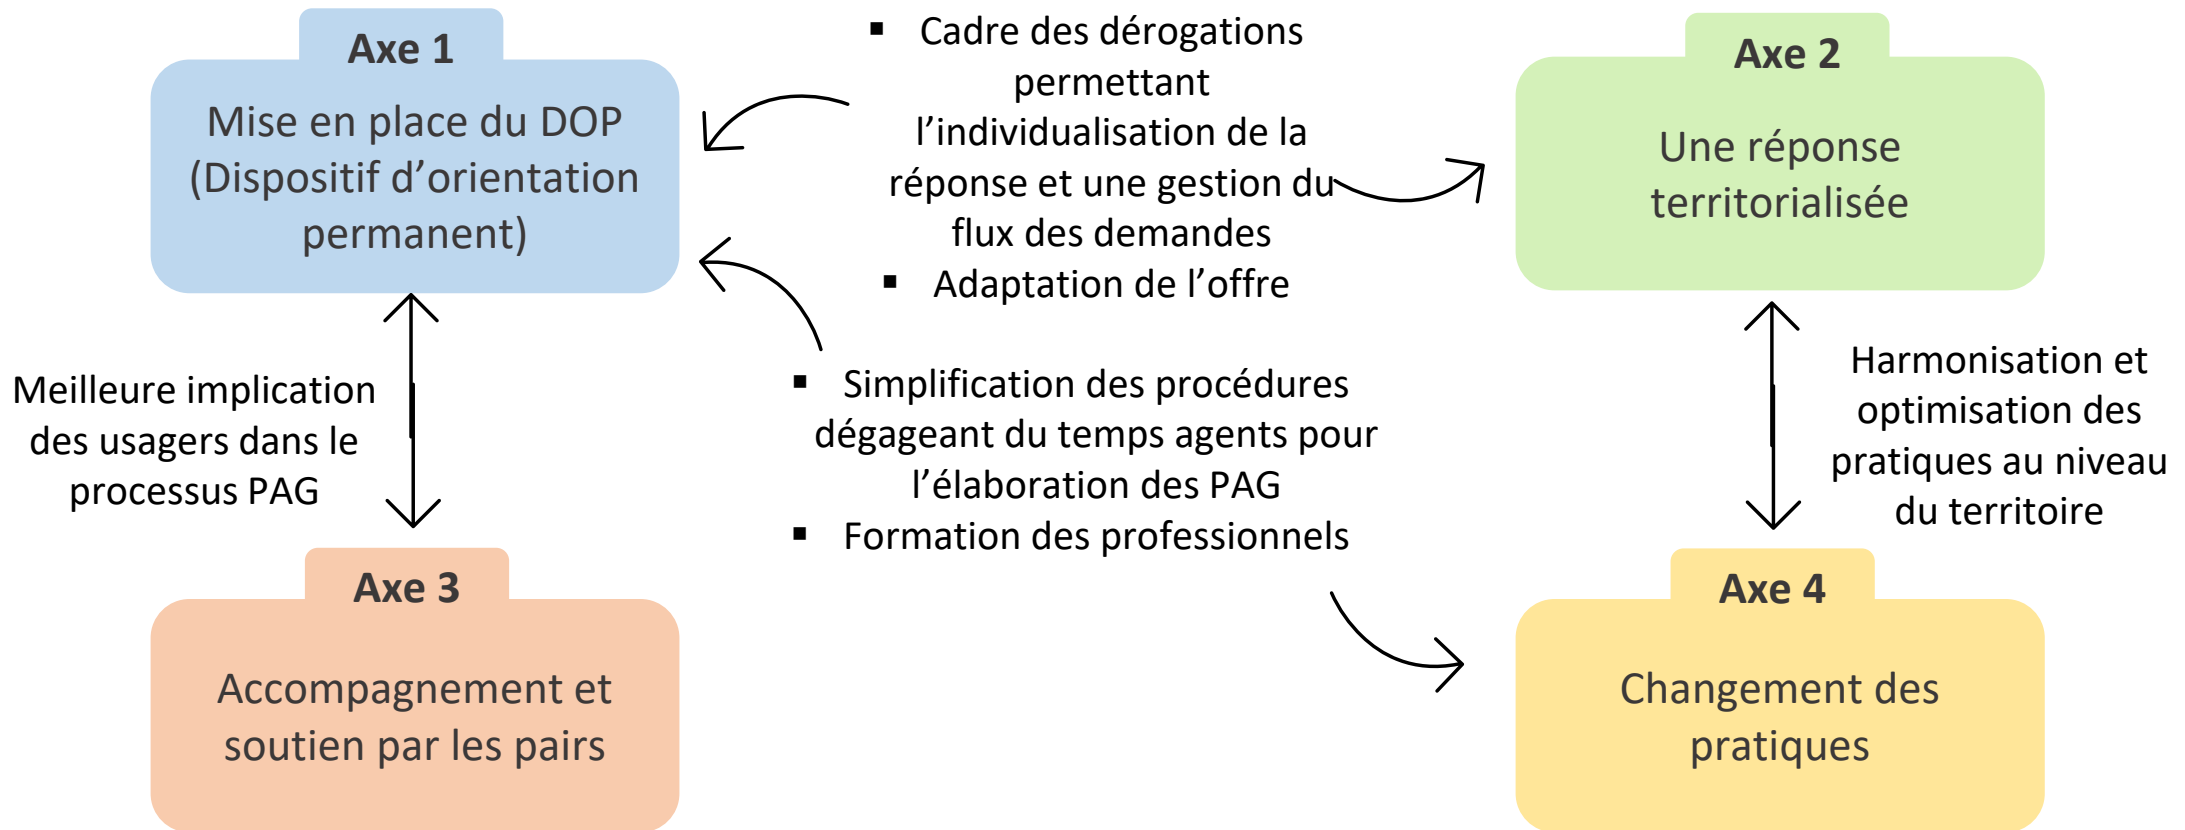 Axe 1
Mise en place du DOP
(Dispositif d’orientation
permanent)
▪ Cadre des dérogations
permettant
l’individualisation de la
réponse et une gestion du
flux des demandes
▪ Adaptation de l’offre
Axe 2
Une réponse
territorialisée
Meilleure implication
des usagers dans le
processus PAG
▪ Simplification des procédures
dégageant du temps agents pour
l’élaboration des PAG
▪ Formation des professionnels
Harmonisation et
optimisation des
pratiques au niveau
du territoire
Axe 3
Accompagnement et
soutien par les pairs
Axe 4
Changement des
pratiques